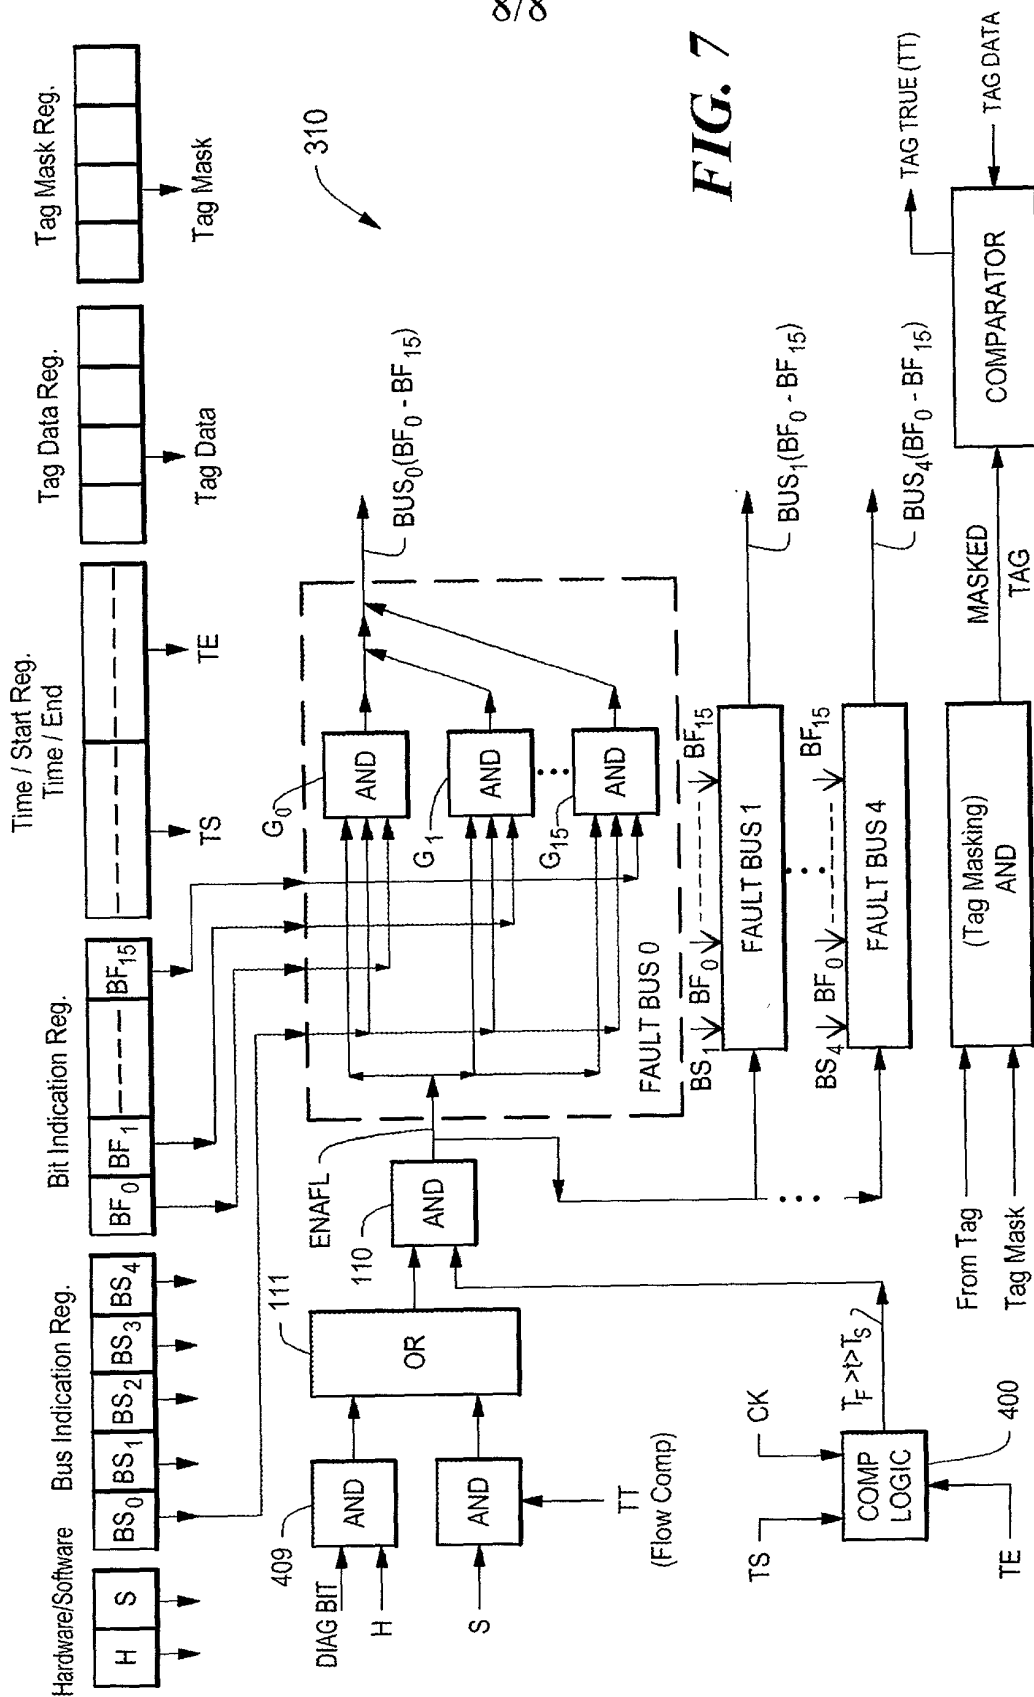 8/8
Hardware/Software
Bus Indication Reg.
Bit Indication Reg.
Time / Start Reg.
Time / End
Tag Data Reg.
Tag Mask Reg.
H S
BS0 BS1 BS2 BS3 BS4
BF0 BF1 BF15
TS
TE
Tag Data
Tag Mask
310
409
DIAG BIT
H
AND
S
AND
TT
(Flow Comp)
111
OR
110
AND
ENAFL
G0
AND
G1
AND
G15
AND
FAULT BUS 0
BUS0(BF0 - BF15)
BS1 BF0 BF15
FAULT BUS 1
BUS1(BF0 - BF15)
BS4 BF0 BF15
FAULT BUS 4
BUS4(BF0 - BF15)
TS
CK
COMP
LOGIC
TE
400
TF >t>TS
From Tag
Tag Mask
(Tag Masking)
AND
MASKED
TAG
COMPARATOR
TAG TRUE (TT)
TAG DATA
FIG. 7